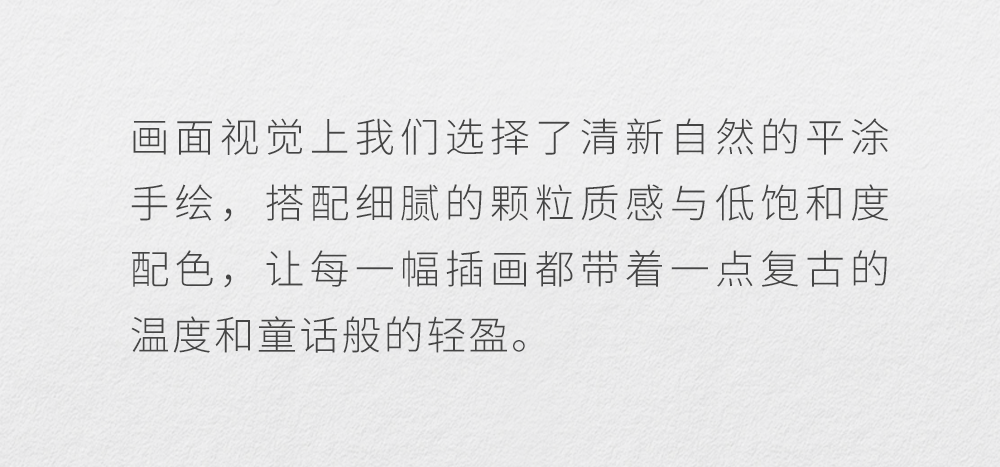 画面视觉上我们选择了清新自然的平涂
手绘，搭配细腻的颗粒质感与低饱和度
配色，让每一幅插画都带着一点复古的
温度和童话般的轻盈。